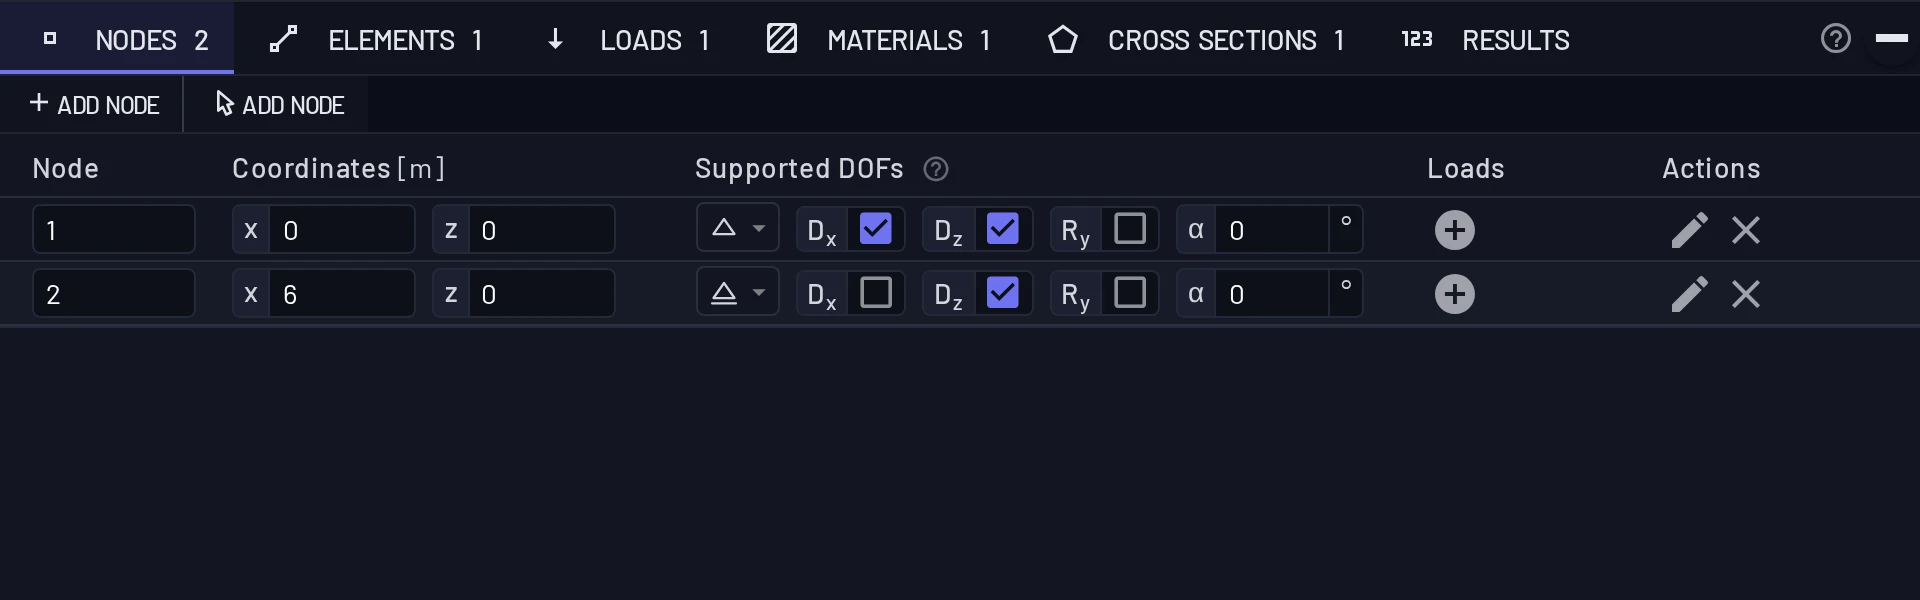 NODES 2 ELEMENTS 1 LOADS 1 MATERIALS 1 CROSS SECTIONS 1 123 RESULTS ?
+ ADD NODE ADD NODE
Node Coordinates [m] Supported DOFs ? Loads Actions
1 x 0 z 0 Dx Dz Ry α 0 °
2 x 6 z 0 Dx Dz Ry α 0 °